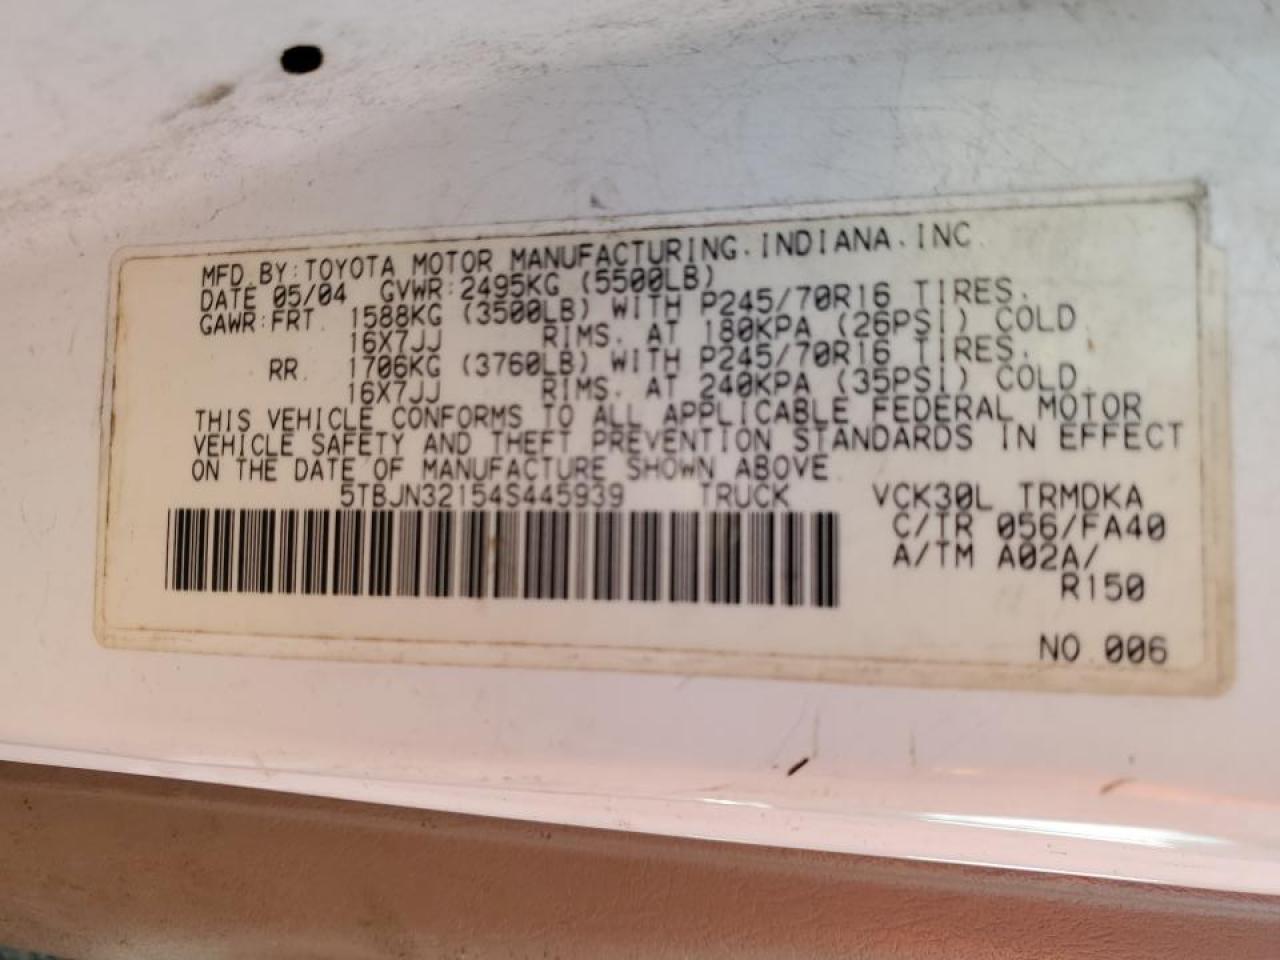 MFD.BY:TOYOTA MOTOR MANUFACTURING.INDIANA.INC.
DATE 05/04 GVWR:2495KG (5500LB)
GAWR:FRT. 1588KG (3500LB) WITH P245/70R16 TIRES.
16X7JJ RIMS. AT 180KPA (26PSI) COLD.
RR. 1706KG (3760LB) WITH P245/70R16 TIRES.
16X7JJ RIMS. AT 240KPA (35PSI) COLD.
THIS VEHICLE CONFORMS TO ALL APPLICABLE FEDERAL MOTOR
VEHICLE SAFETY AND THEFT PREVENTION STANDARDS IN EFFECT
ON THE DATE OF MANUFACTURE SHOWN ABOVE.
5TBJN32154S445939 TRUCK VCK30L TRMDKA
C/TR 056/FA40
A/TM A02A/
R150
NO.006